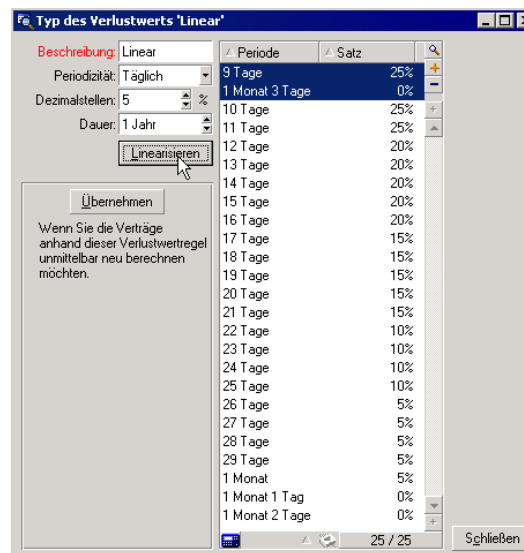 Typ des Verlustwerts 'Linear'
Beschreibung: Linear
Periodizität: Täglich
Dezimalstellen: 5 %
Dauer: 1 Jahr
Linearisieren
Übernehmen
Wenn Sie die Verträge
anhand dieser Verlustwertregel
unmittelbar neu berechnen
möchten.
Periode Satz
9 Tage 25%
1 Monat 3 Tage 0%
10 Tage 25%
11 Tage 25%
12 Tage 20%
13 Tage 20%
14 Tage 20%
15 Tage 20%
16 Tage 20%
17 Tage 15%
18 Tage 15%
19 Tage 15%
20 Tage 15%
21 Tage 15%
22 Tage 10%
23 Tage 10%
24 Tage 10%
25 Tage 10%
26 Tage 5%
27 Tage 5%
28 Tage 5%
29 Tage 5%
1 Monat 5%
1 Monat 1 Tag 0%
1 Monat 2 Tage 0%
25 / 25
Schließen